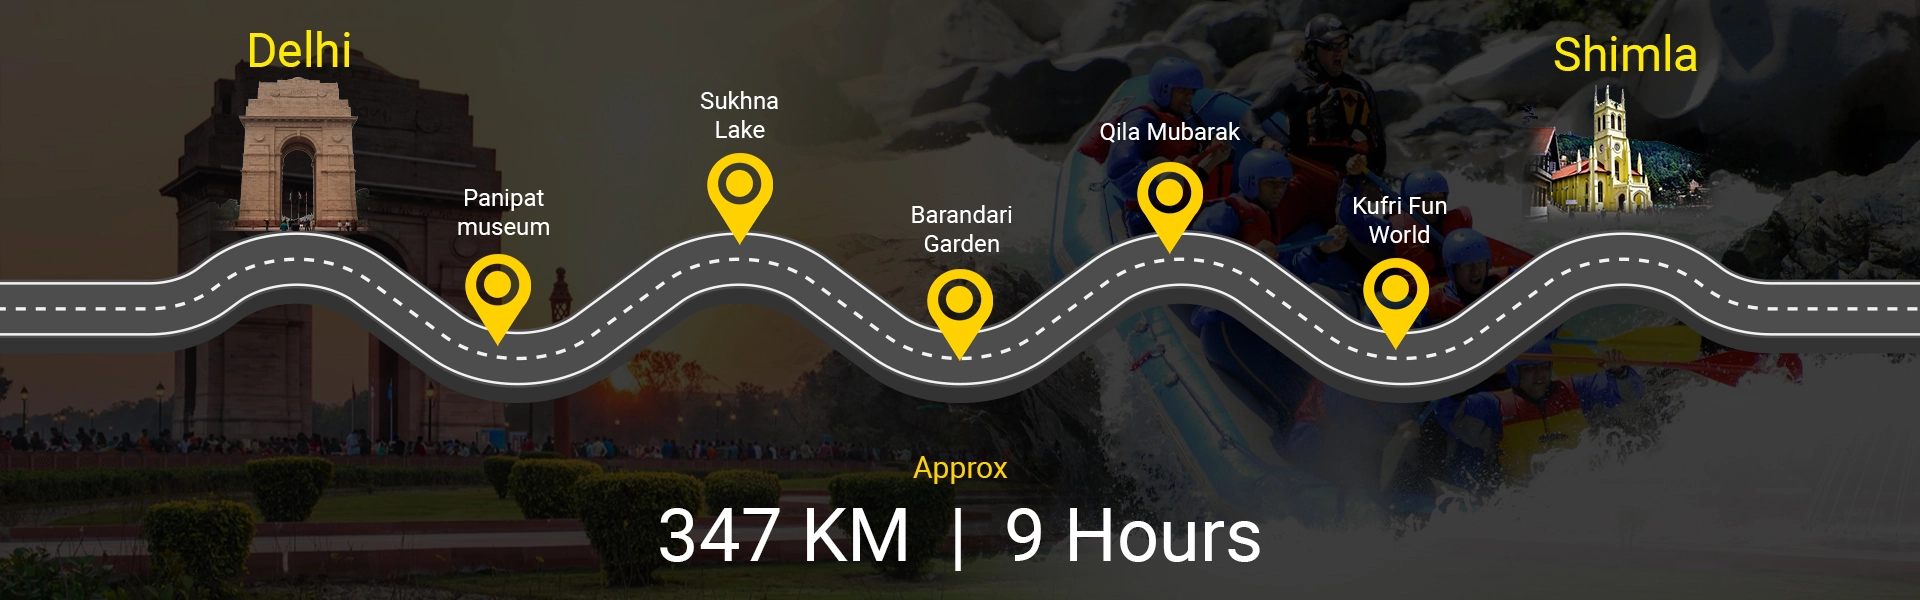 Delhi
Shimla
Sukhna
Lake
Qila Mubarak
Panipat
museum
Barandari
Garden
Kufri Fun
World
Approx
347 KM | 9 Hours